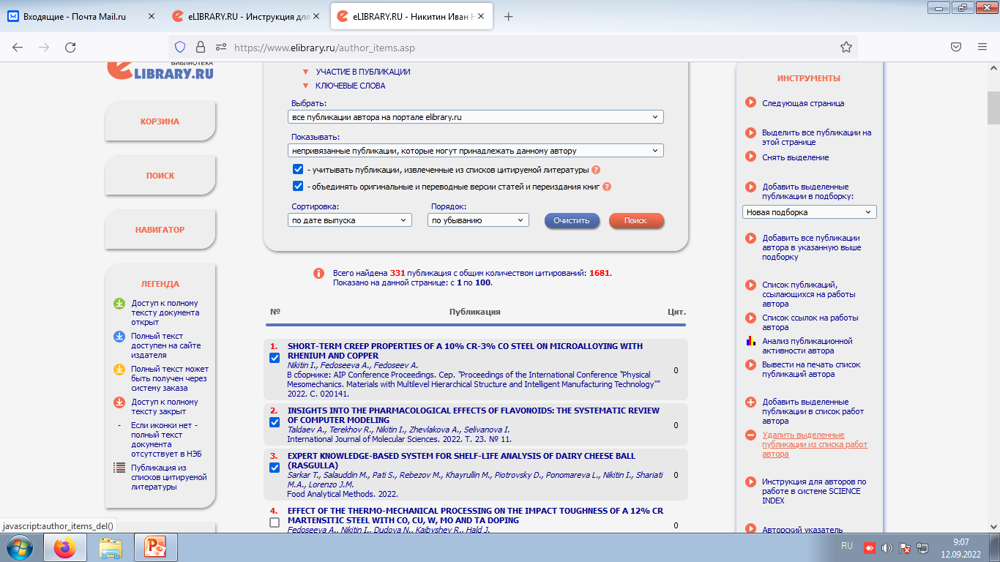 Входящие - Почта Mail.ru
eLIBRARY.RU - Инструкция для
eLIBRARY.RU - Никитин Иван Н
https://www.elibrary.ru/author_items.asp
БИБЛИОТЕКА
LIBRARY.RU
КОРЗИНА
ПОИСК
НАВИГАТОР
ЛЕГЕНДА
Доступ к полному
тексту документа
открыт
Полный текст
доступен на сайте
издателя
Полный текст может
быть получен через
систему заказа
Доступ к полному
тексту закрыт
- Если иконки нет -
полный текст
документа
отсутствует в НЭБ
Публикация из
списков цитируемой
литературы
УЧАСТИЕ В ПУБЛИКАЦИИ
КЛЮЧЕВЫЕ СЛОВА
Выбрать:
все публикации автора на портале elibrary.ru
Показывать:
непривязанные публикации, которые могут принадлежать данному автору
- учитывать публикации, извлеченные из списков цитируемой литературы ?
- объединять оригинальные и переводные версии статей и переиздания книг ?
Сортировка: Порядок:
по дате выпуска по убыванию Очистить Поиск
Всего найдена 331 публикация с общим количеством цитирований: 1681.
Показано на данной странице: с 1 по 100.
№ Публикация Цит.
1. SHORT-TERM CREEP PROPERTIES OF A 10% CR-3% CO STEEL ON MICROALLOYING WITH
RHENIUM AND COPPER
Nikitin I., Fedoseeva A., Fedoseev A.
В сборнике: AIP Conference Proceedings. Сер. "Proceedings of the International Conference "Physical
Mesomechanics. Materials with Multilevel Hierarchical Structure and Intelligent Manufacturing Technology""
2022. С. 020141.
0
2. INSIGHTS INTO THE PHARMACOLOGICAL EFFECTS OF FLAVONOIDS: THE SYSTEMATIC REVIEW
OF COMPUTER MODELING
Taldaev A., Terekhov R., Nikitin I., Zhevlakova A., Selivanova I.
International Journal of Molecular Sciences. 2022. Т. 23. № 11.
0
3. EXPERT KNOWLEDGE-BASED SYSTEM FOR SHELF-LIFE ANALYSIS OF DAIRY CHEESE BALL
(RASGULLA)
Sarkar T., Salauddin M., Pati S., Rebezov M., Khayrullin M., Piotrovsky D., Ponomareva L., Nikitin I., Shariati
M.A., Lorenzo J.M.
Food Analytical Methods. 2022.
0
4. EFFECT OF THE THERMO-MECHANICAL PROCESSING ON THE IMPACT TOUGHNESS OF A 12% CR
MARTENSITIC STEEL WITH CO, CU, W, MO AND TA DOPING
Fedoseeva A., Nikitin I., Dudova N., Kaibyshev R., Hald J.
0
ИНСТРУМЕНТЫ
Следующая страница
Выделить все публикации на
этой странице
Снять выделение
Добавить выделенные
публикации в подборку:
Новая подборка
Добавить все публикации
автора в указанную выше
подборку
Список публикаций,
ссылающихся на работы
автора
Список ссылок на работы
автора
Анализ публикационной
активности автора
Вывести на печать список
публикаций автора
Добавить выделенные
публикации в список работ
автора
Удалить выделенные
публикации из списка работ
автора
Инструкция для авторов по
работе в системе SCIENCE
INDEX
Авторский указатель
javascript:author_items_del()
RU
9:07
12.09.2022